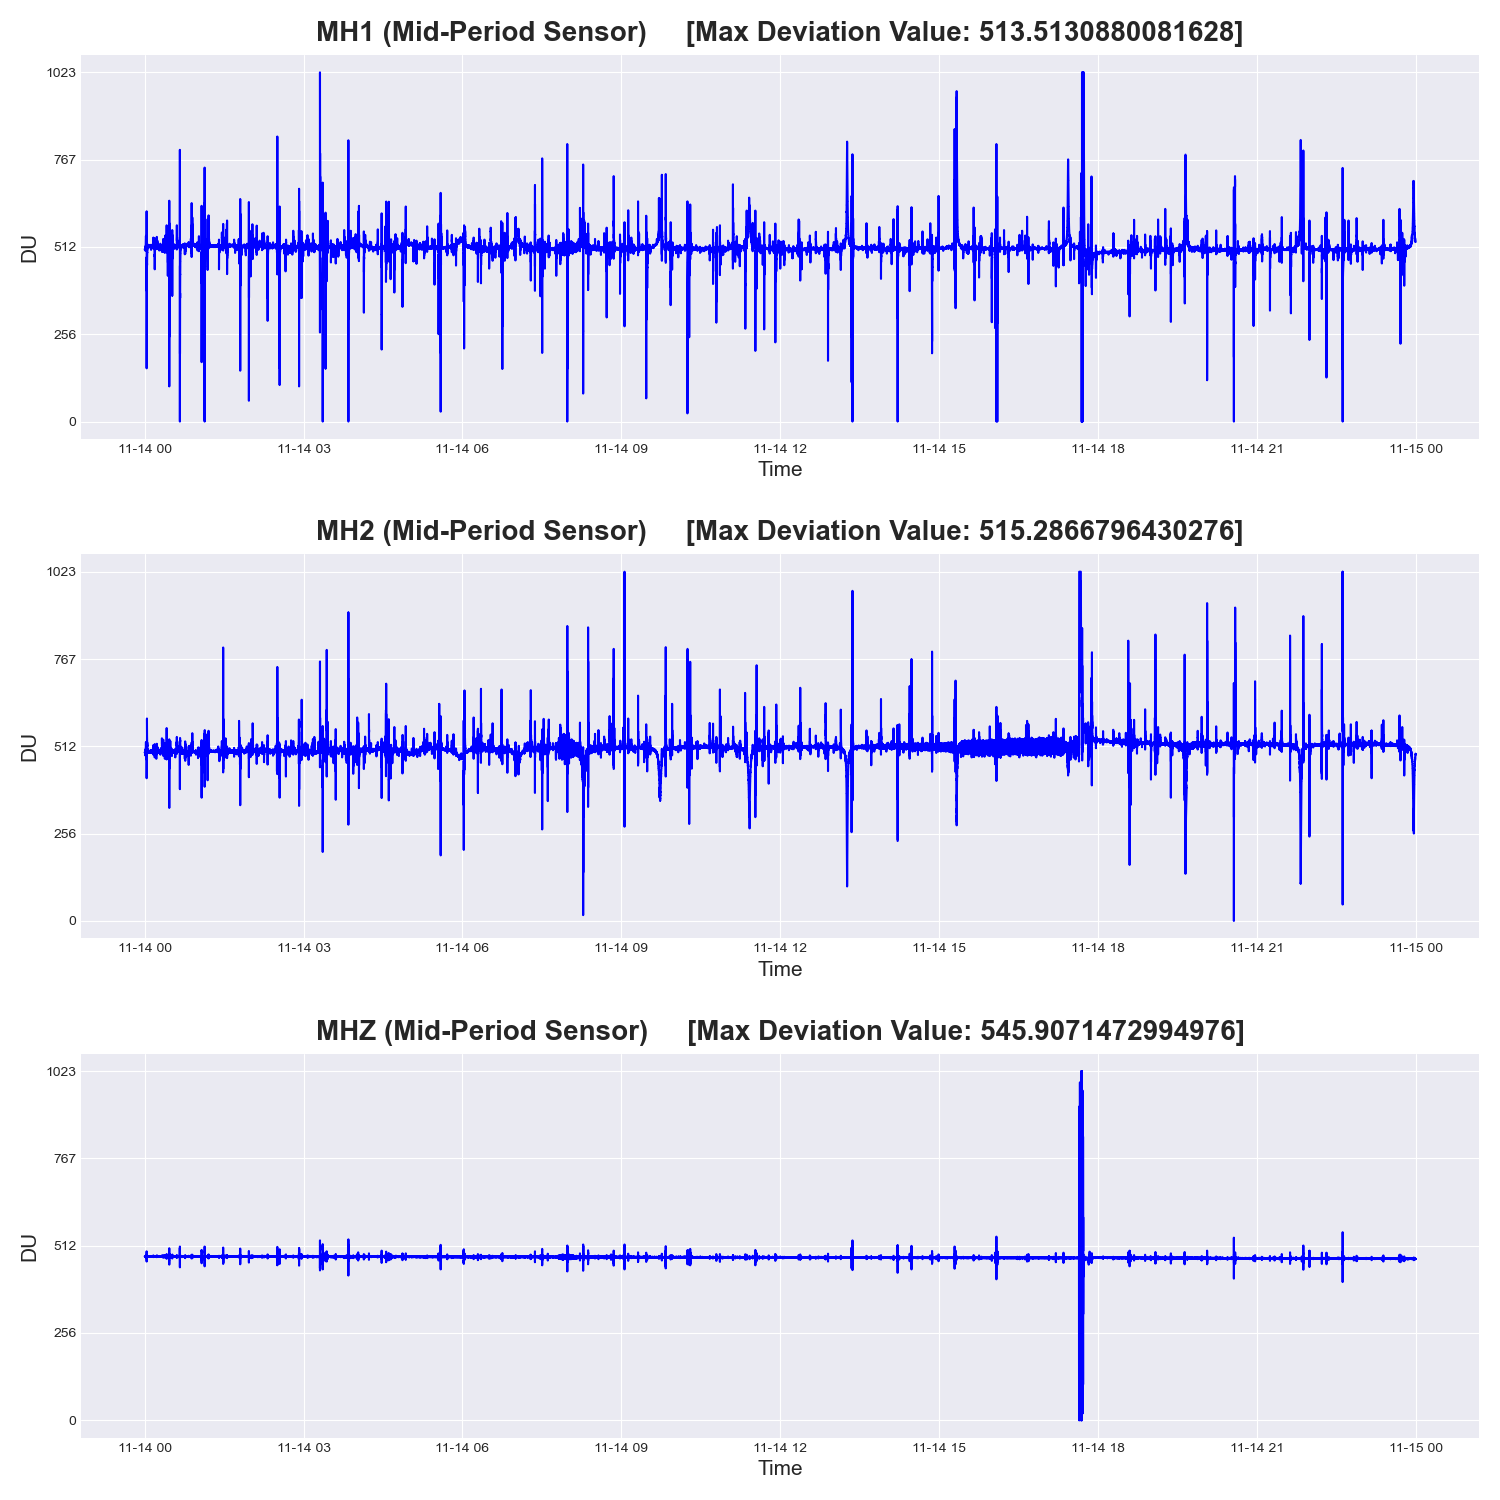 MH1 (Mid-Period Sensor) [Max Deviation Value: 513.5130880081628]
1023
767
512
256
0
DU
11-14 00 11-14 03 11-14 06 11-14 09 11-14 12 11-14 15 11-14 18 11-14 21 11-15 00
Time
MH2 (Mid-Period Sensor) [Max Deviation Value: 515.2866796430276]
1023
767
512
256
0
DU
11-14 00 11-14 03 11-14 06 11-14 09 11-14 12 11-14 15 11-14 18 11-14 21 11-15 00
Time
MHZ (Mid-Period Sensor) [Max Deviation Value: 545.9071472994976]
1023
767
512
256
0
DU
11-14 00 11-14 03 11-14 06 11-14 09 11-14 12 11-14 15 11-14 18 11-14 21 11-15 00
Time